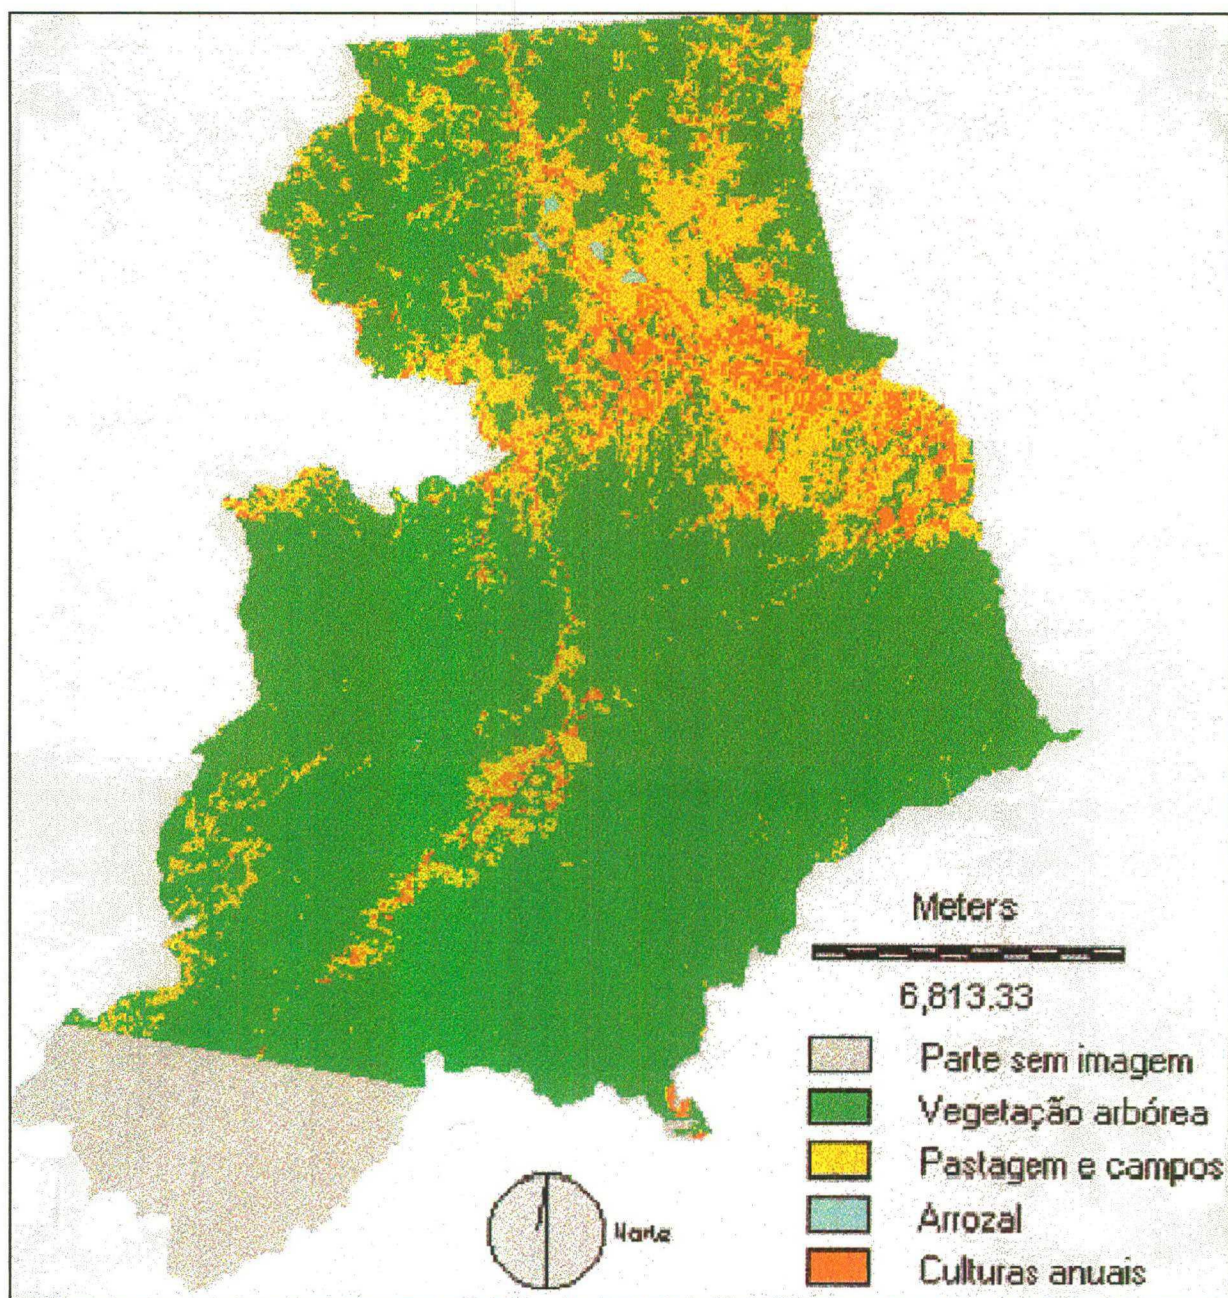 Meters
6,813.33
Parte sem imagem
Vegetação arbórea
Pastagem e campos
Arrozal
Culturas anuais
Norte